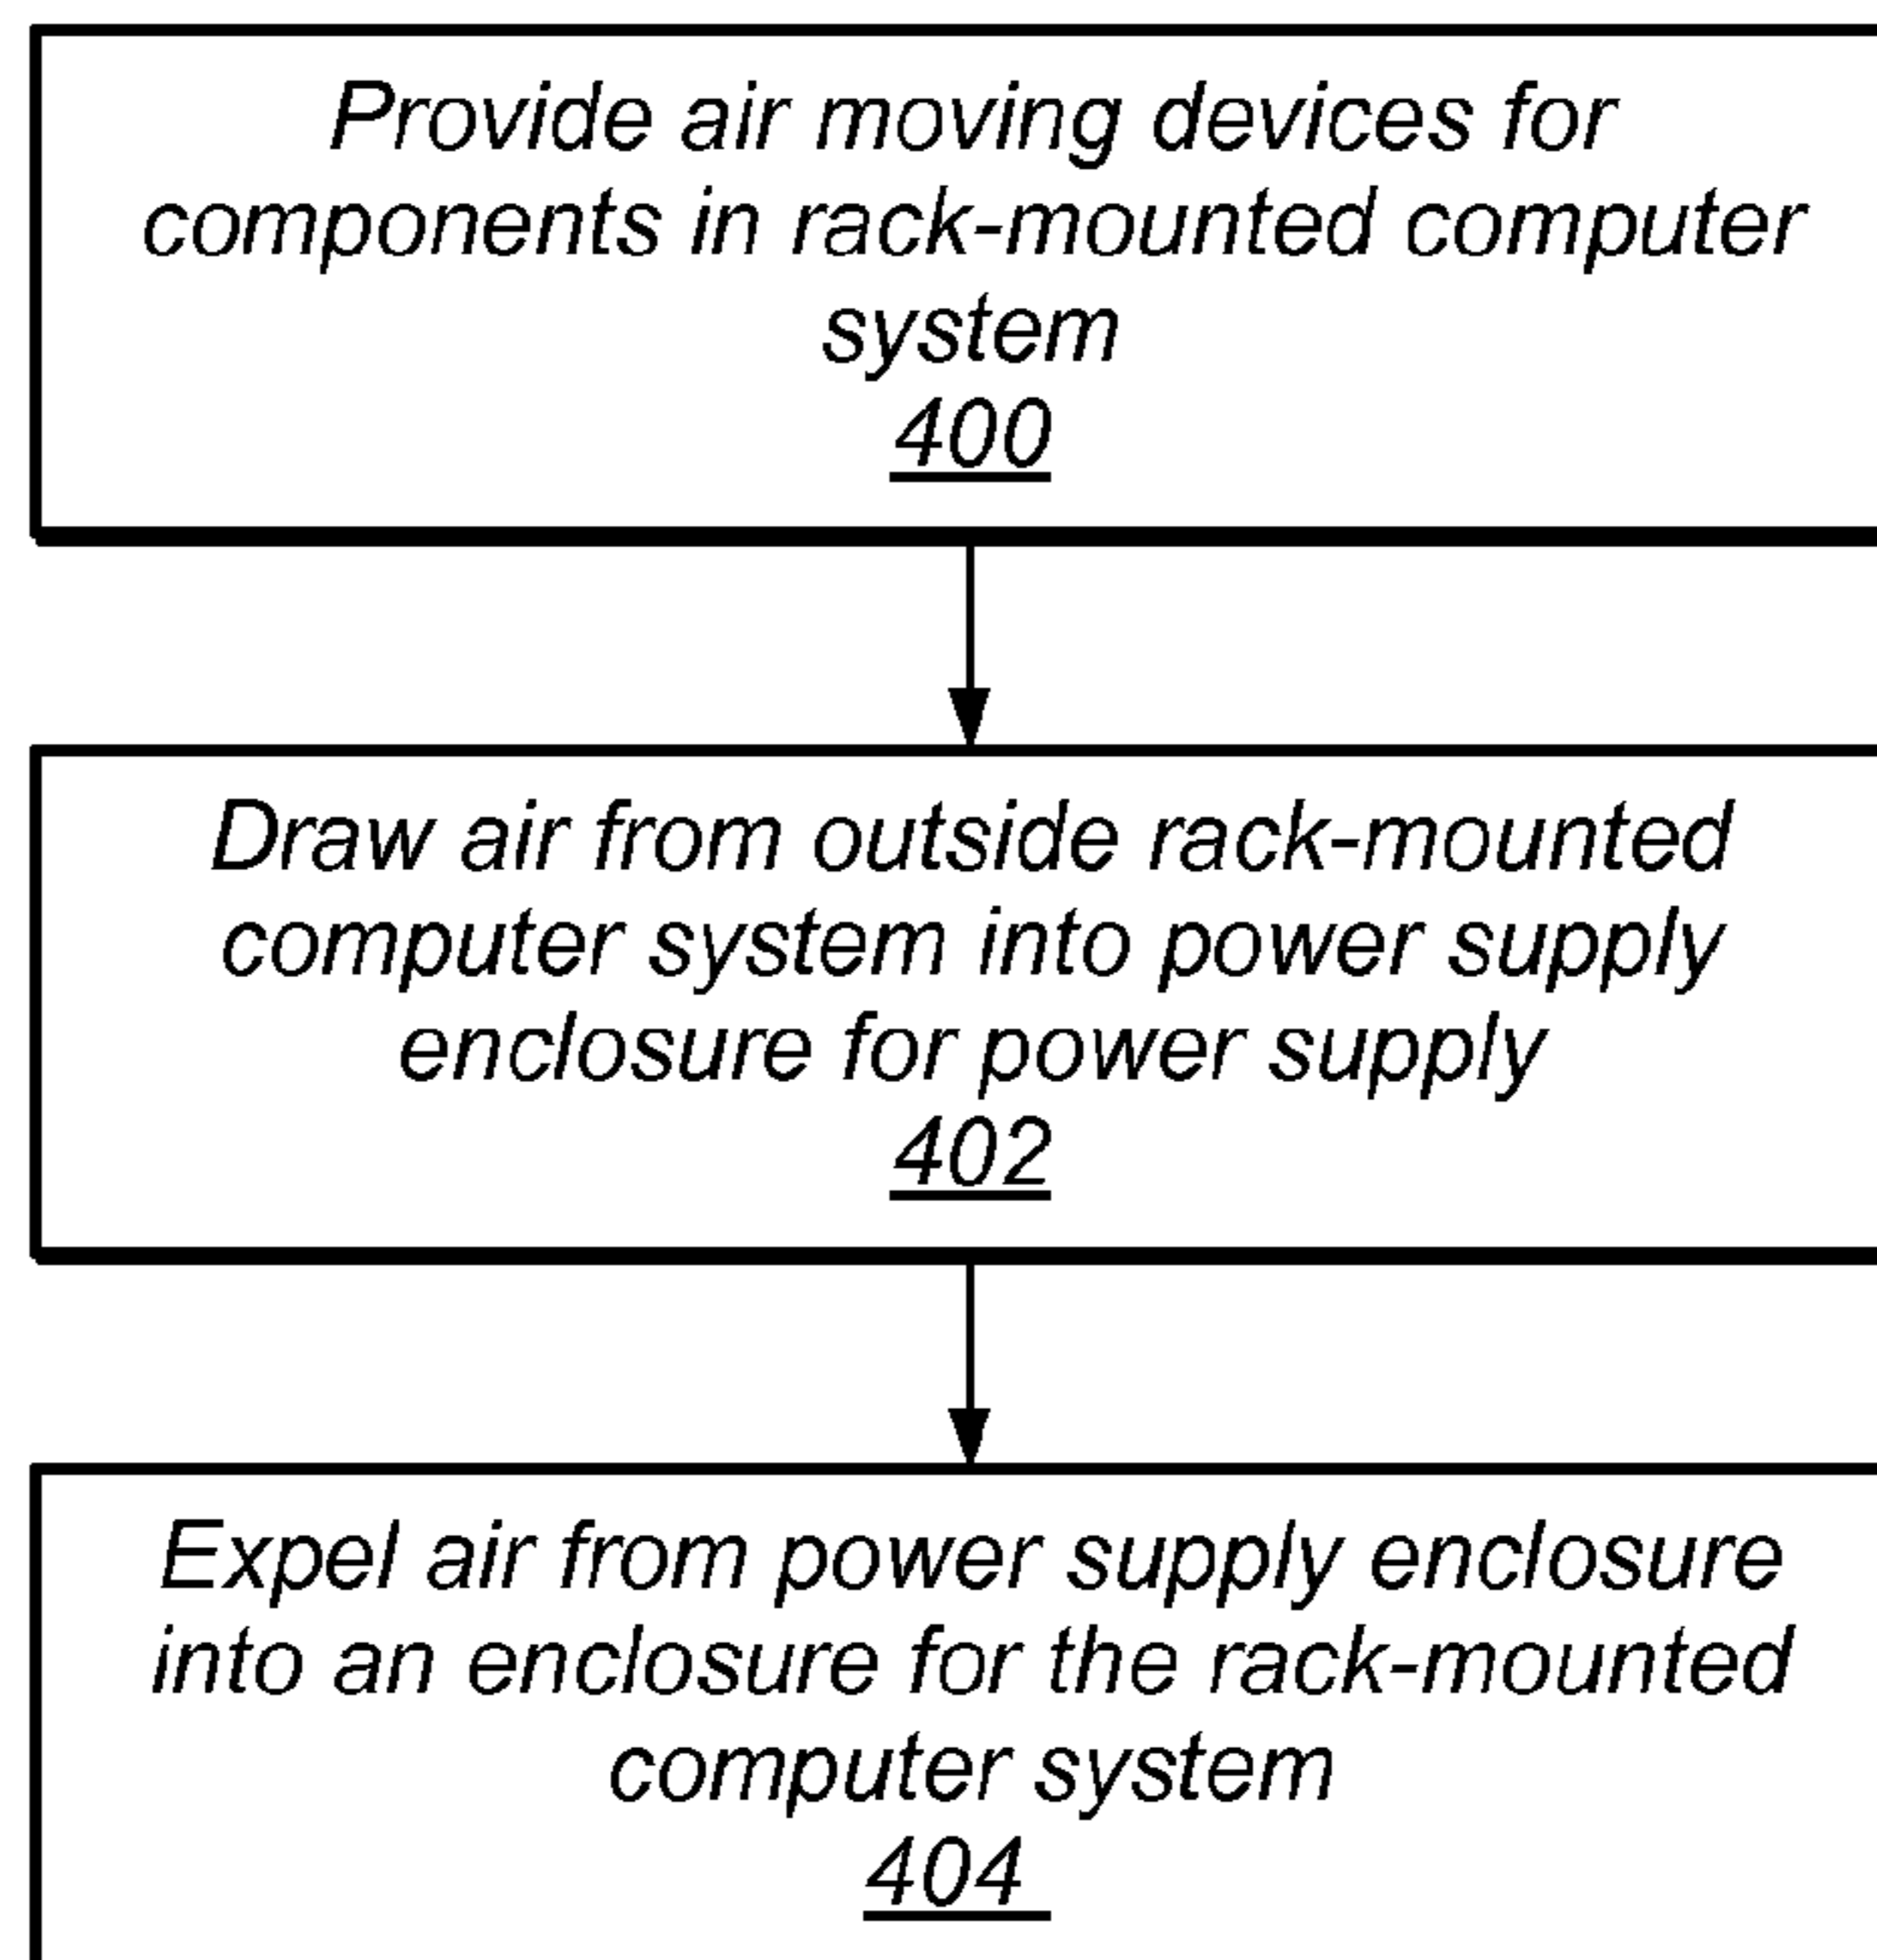 Provide air moving devices for
components in rack-mounted computer
system
400
Draw air from outside rack-mounted
computer system into power supply
enclosure for power supply
402
Expel air from power supply enclosure
into an enclosure for the rack-mounted
computer system
404